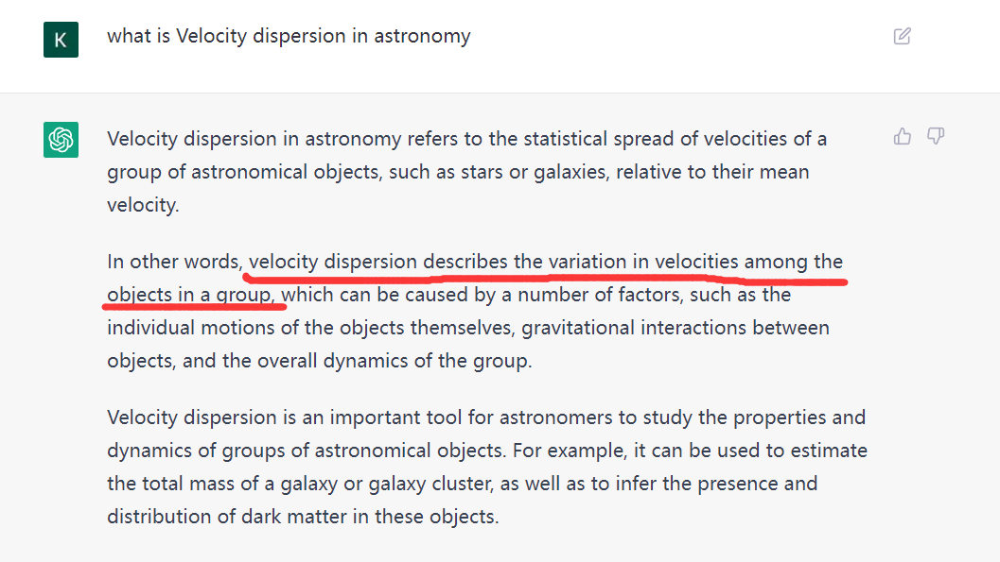 K
what is Velocity dispersion in astronomy
Velocity dispersion in astronomy refers to the statistical spread of velocities of a
group of astronomical objects, such as stars or galaxies, relative to their mean
velocity.
In other words, velocity dispersion describes the variation in velocities among the
objects in a group, which can be caused by a number of factors, such as the
individual motions of the objects themselves, gravitational interactions between
objects, and the overall dynamics of the group.
Velocity dispersion is an important tool for astronomers to study the properties and
dynamics of groups of astronomical objects. For example, it can be used to estimate
the total mass of a galaxy or galaxy cluster, as well as to infer the presence and
distribution of dark matter in these objects.